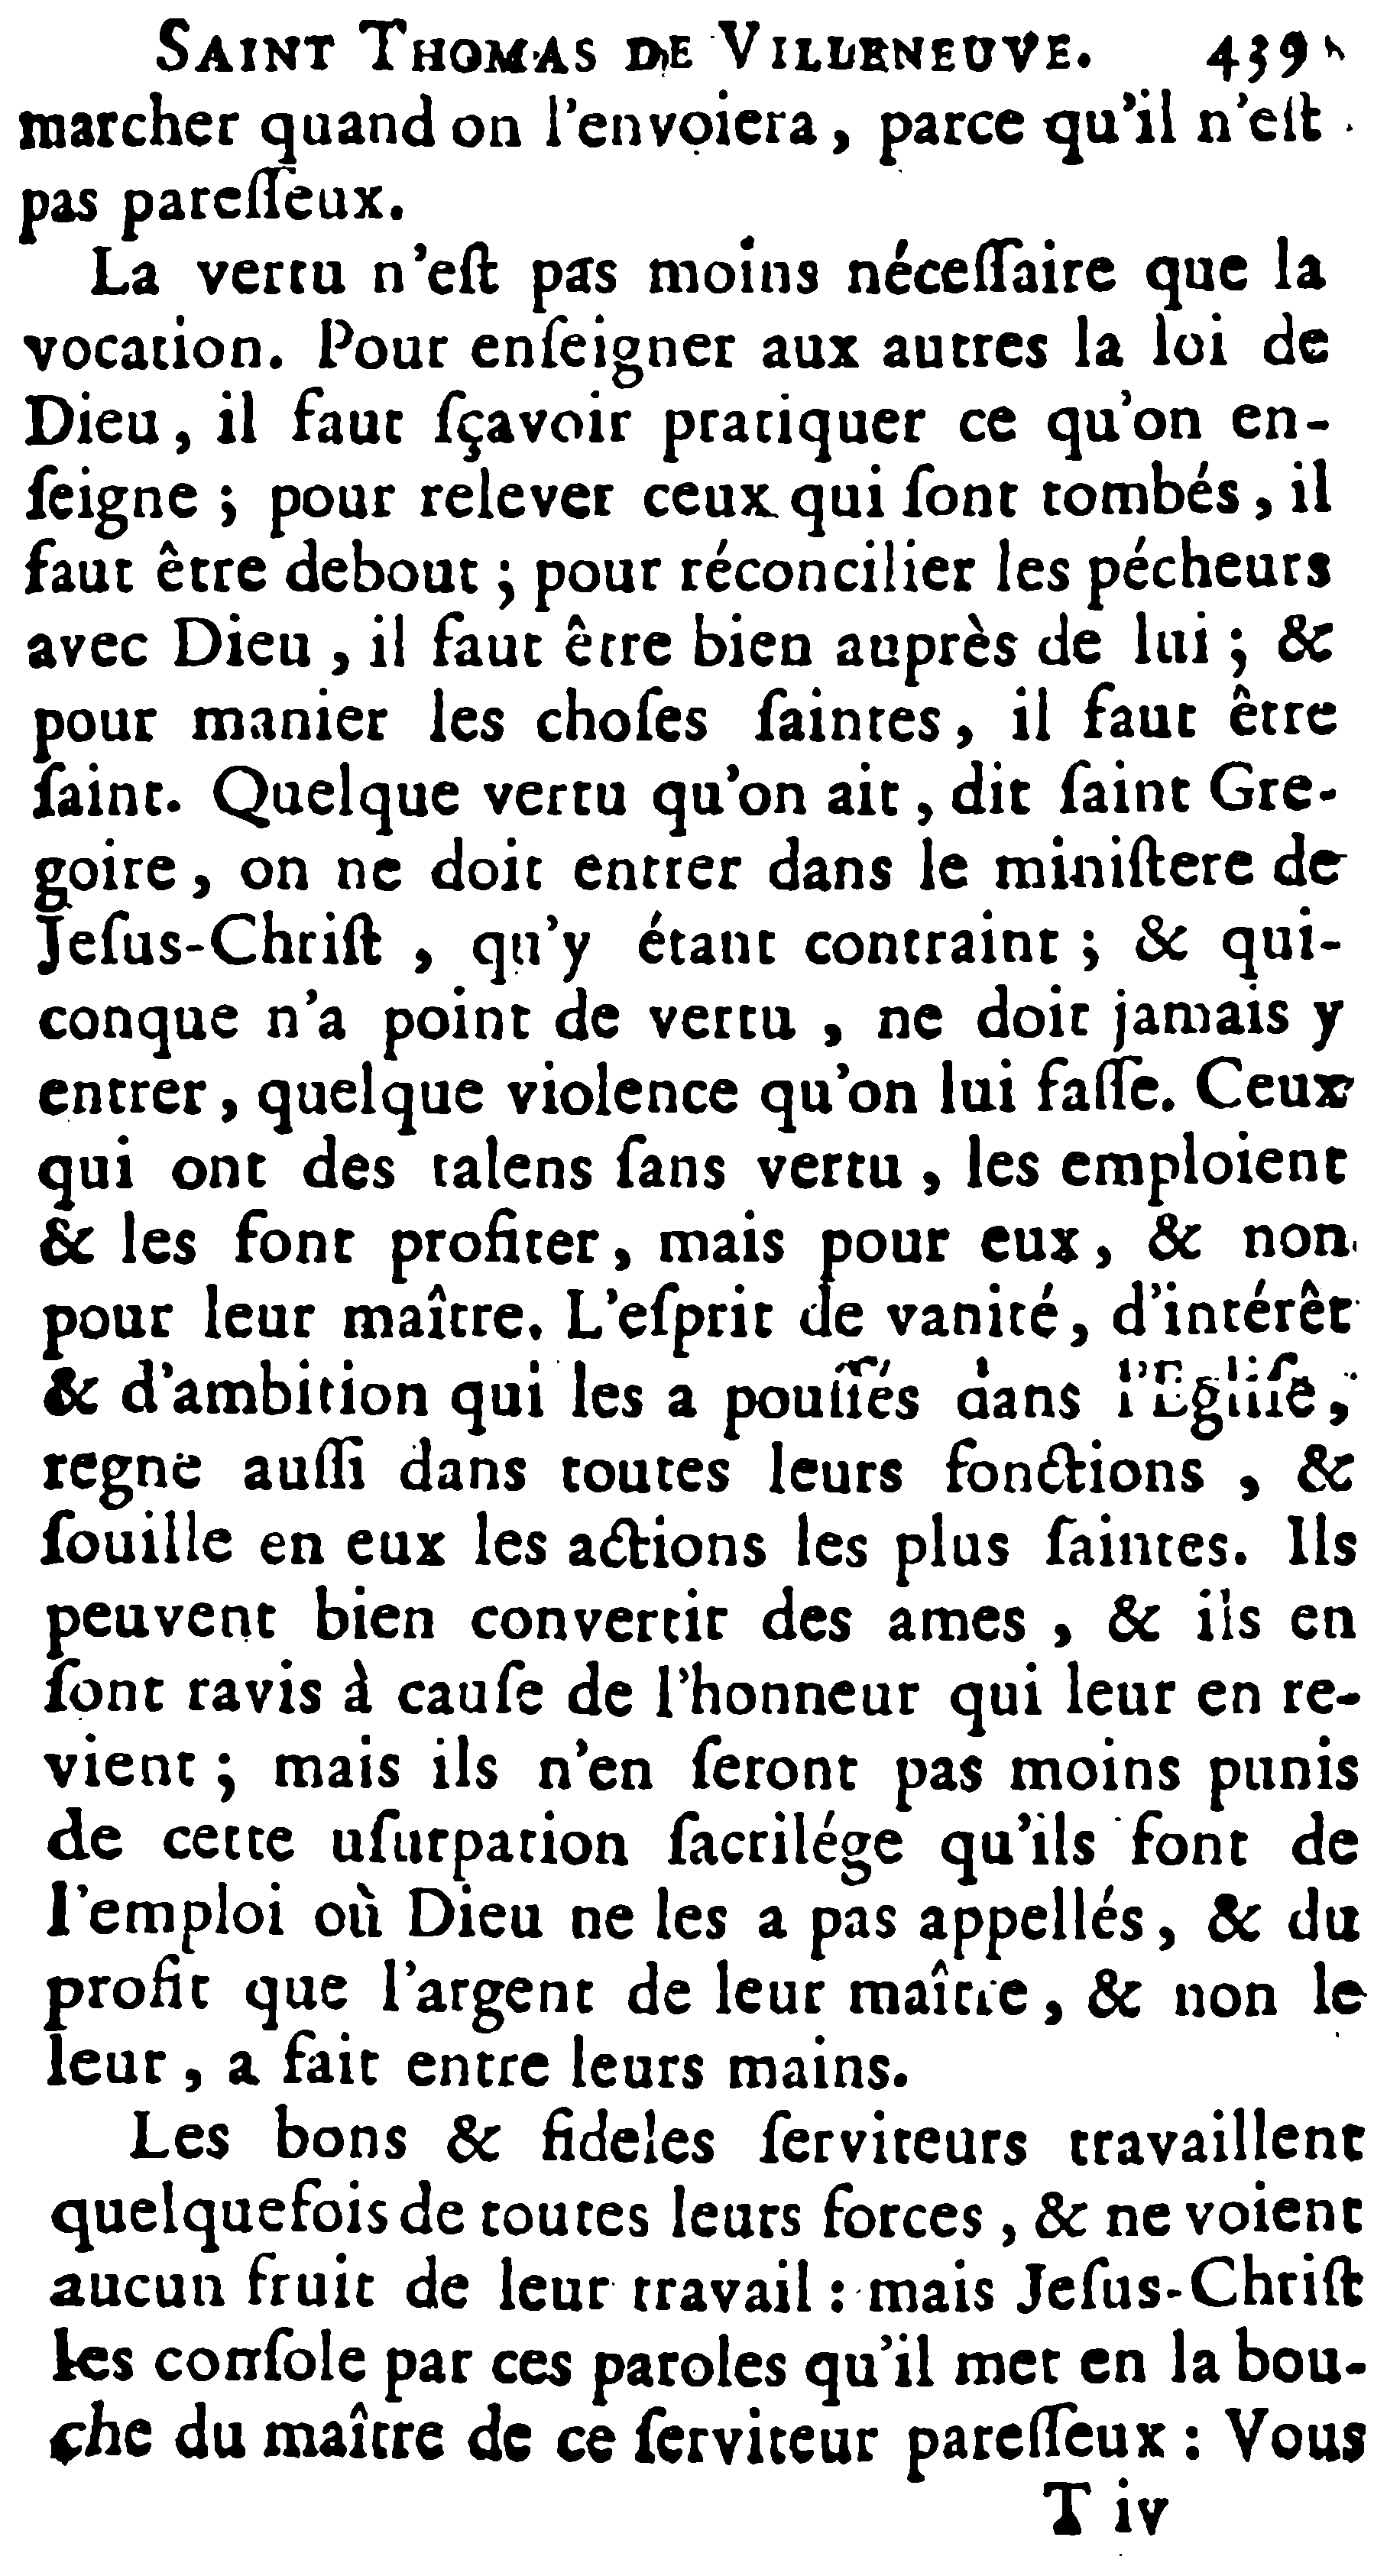 SAINT THOMAS DE VILLENEUVE. 439
marcher quand on l'envoiera, parce qu'il n'eſt
pas pareſſeux.
La vertu n'eſt pas moins néceſſaire que la
vocation. Pour enſeigner aux autres la loi de
Dieu, il faut ſçavoir pratiquer ce qu'on en-
ſeigne ; pour relever ceux qui ſont tombés, il
faut être debout ; pour réconcilier les pécheurs
avec Dieu, il faut être bien auprès de lui ; &
pour manier les choſes ſaintes, il faut être
ſaint. Quelque vertu qu'on ait, dit ſaint Gre-
goire, on ne doit entrer dans le miniſtere de
Jeſus-Chriſt, qu'y étant contraint ; & qui-
conque n'a point de vertu, ne doit jamais y
entrer, quelque violence qu'on lui faſſe. Ceux
qui ont des talens ſans vertu, les emploient
& les font profiter, mais pour eux, & non
pour leur maître. L'eſprit de vanité, d'intérêt
& d'ambition qui les a pouſſés dans l'Egliſe,
regne auſſi dans toutes leurs fonctions, &
ſouille en eux les actions les plus ſaintes. Ils
peuvent bien convertir des ames, & ils en
ſont ravis à cauſe de l'honneur qui leur en re-
vient ; mais ils n'en ſeront pas moins punis
de cette uſurpation ſacrilége qu'ils font de
l'emploi où Dieu ne les a pas appellés, & du
profit que l'argent de leur maître, & non le
leur, a fait entre leurs mains.
Les bons & fideles ſerviteurs travaillent
quelquefois de toutes leurs forces, & ne voient
aucun fruit de leur travail : mais Jeſus-Chriſt
les conſole par ces paroles qu'il met en la bou-
che du maître de ce ſerviteur pareſſeux : Vous
T iv